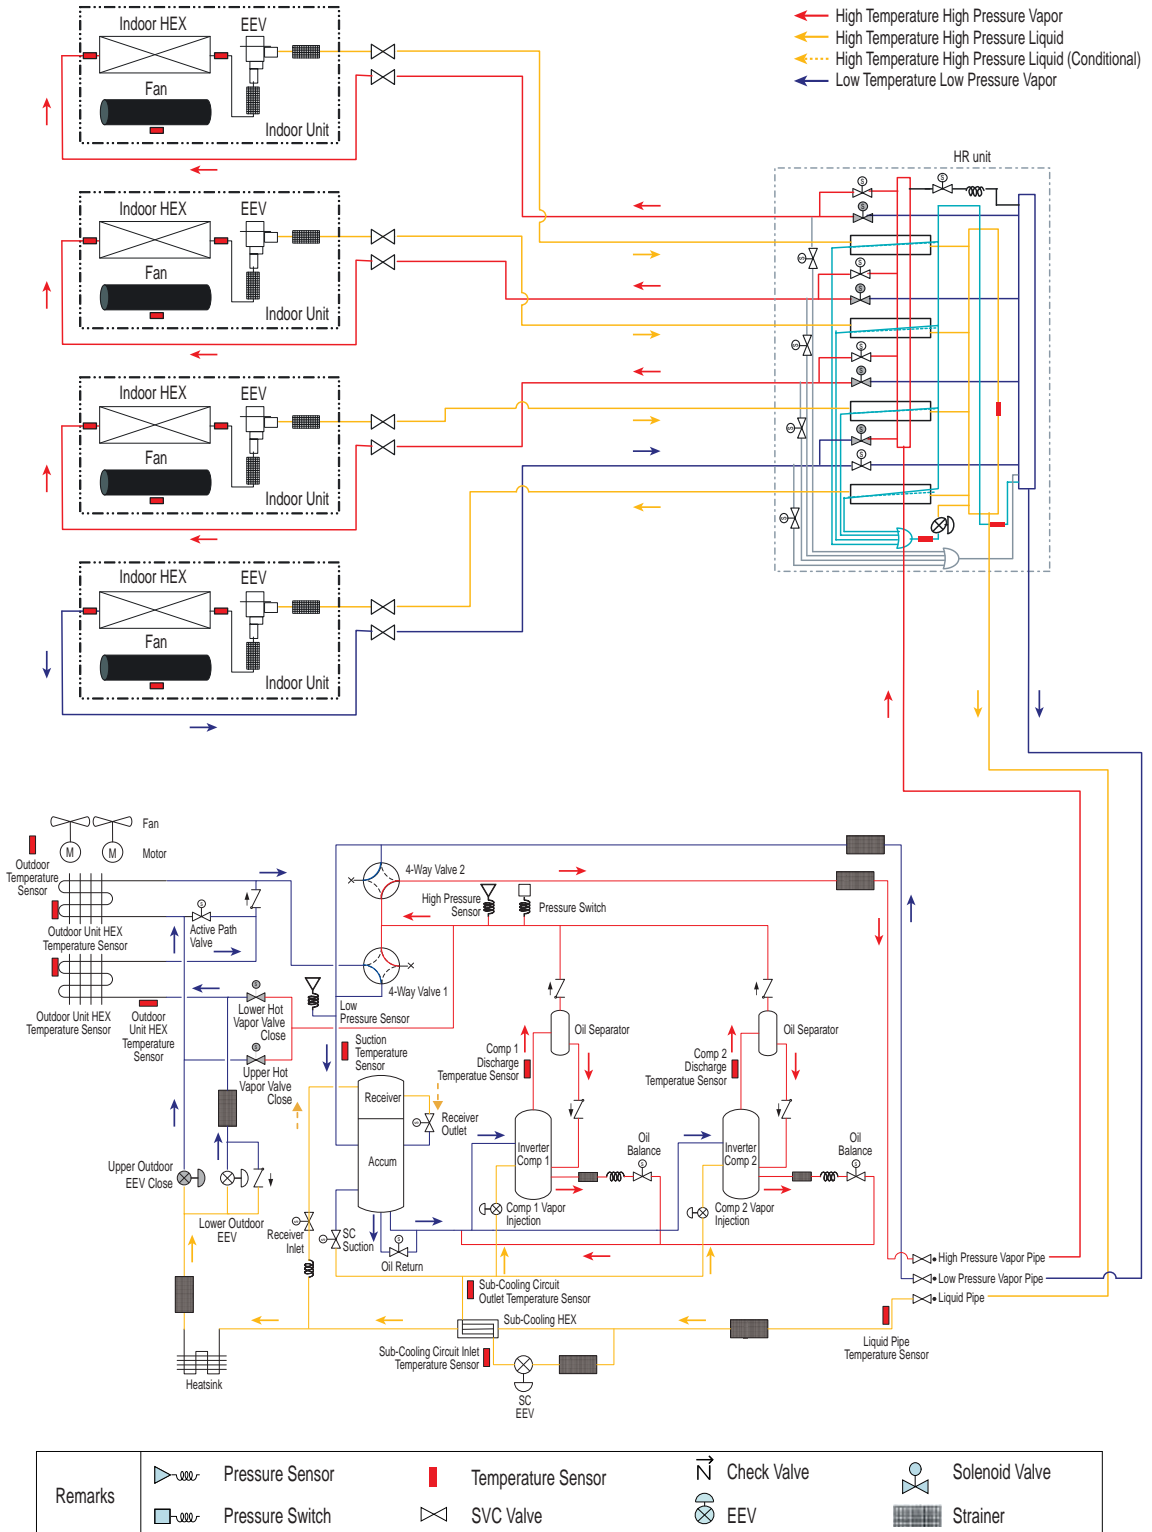 High Temperature High Pressure Vapor
High Temperature High Pressure Liquid
High Temperature High Pressure Liquid (Conditional)
Low Temperature Low Pressure Vapor
Indoor HEX
EEV
Fan
Indoor Unit
HR unit
S
S
S
S
S
S
S
S
S
S
S
S
S
Indoor HEX
EEV
Fan
Indoor Unit
Indoor HEX
EEV
Fan
Indoor Unit
Indoor HEX
EEV
Fan
Indoor Unit
Fan
M
M
Motor
Outdoor
Temperature
Sensor
4-Way Valve 2
High Pressure
Sensor
Pressure Switch
Active Path
Valve
Outdoor Unit HEX
Temperature Sensor
4-Way Valve 1
Outdoor Unit HEX
Temperature Sensor
Outdoor
Unit HEX
Temperature
Sensor
Lower Hot
Vapor Valve
Close
Low
Pressure Sensor
Suction
Temperature
Sensor
Upper Hot
Vapor Valve
Close
Oil Separator
Oil Separator
Comp 1
Discharge
Temperatue Sensor
Comp 2
Discharge
Temperatue Sensor
Receiver
Receiver
Outlet
Accum
Inverter
Comp 1
Inverter
Comp 2
Oil
Balance
Oil
Balance
Upper Outdoor
EEV Close
Lower Outdoor
EEV
Receiver
Inlet
SC
Suction
Oil Return
Comp 1 Vapor
Injection
Comp 2 Vapor
Injection
High Pressure Vapor Pipe
Low Pressure Vapor Pipe
Liquid Pipe
Sub-Cooling Circuit
Outlet Temperature Sensor
Sub-Cooling HEX
Sub-Cooling Circuit Inlet
Temperature Sensor
Liquid Pipe
Temperature Sensor
Heatsink
SC
EEV
Remarks
Pressure Sensor
Temperature Sensor
Check Valve
Solenoid Valve
Pressure Switch
SVC Valve
EEV
Strainer